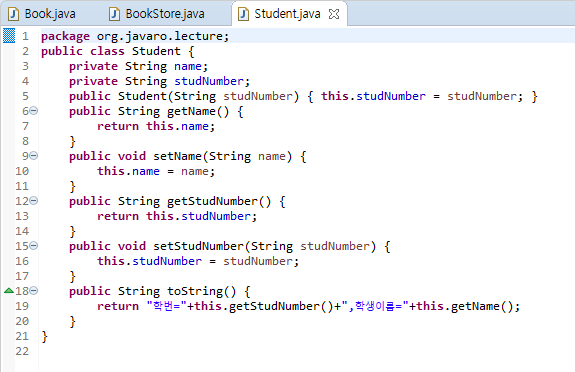 Book.java BookStore.java Student.java
1 package org.javaro.lecture;
2 public class Student {
3 private String name;
4 private String studNumber;
5 public Student(String studNumber) { this.studNumber = studNumber; }
6 public String getName() {
7 return this.name;
8 }
9 public void setName(String name) {
10 this.name = name;
11 }
12 public String getStudNumber() {
13 return this.studNumber;
14 }
15 public void setStudNumber(String studNumber) {
16 this.studNumber = studNumber;
17 }
18 public String toString() {
19 return "학번="+this.getStudNumber()+",학생이름="+this.getName();
20 }
21 }
22